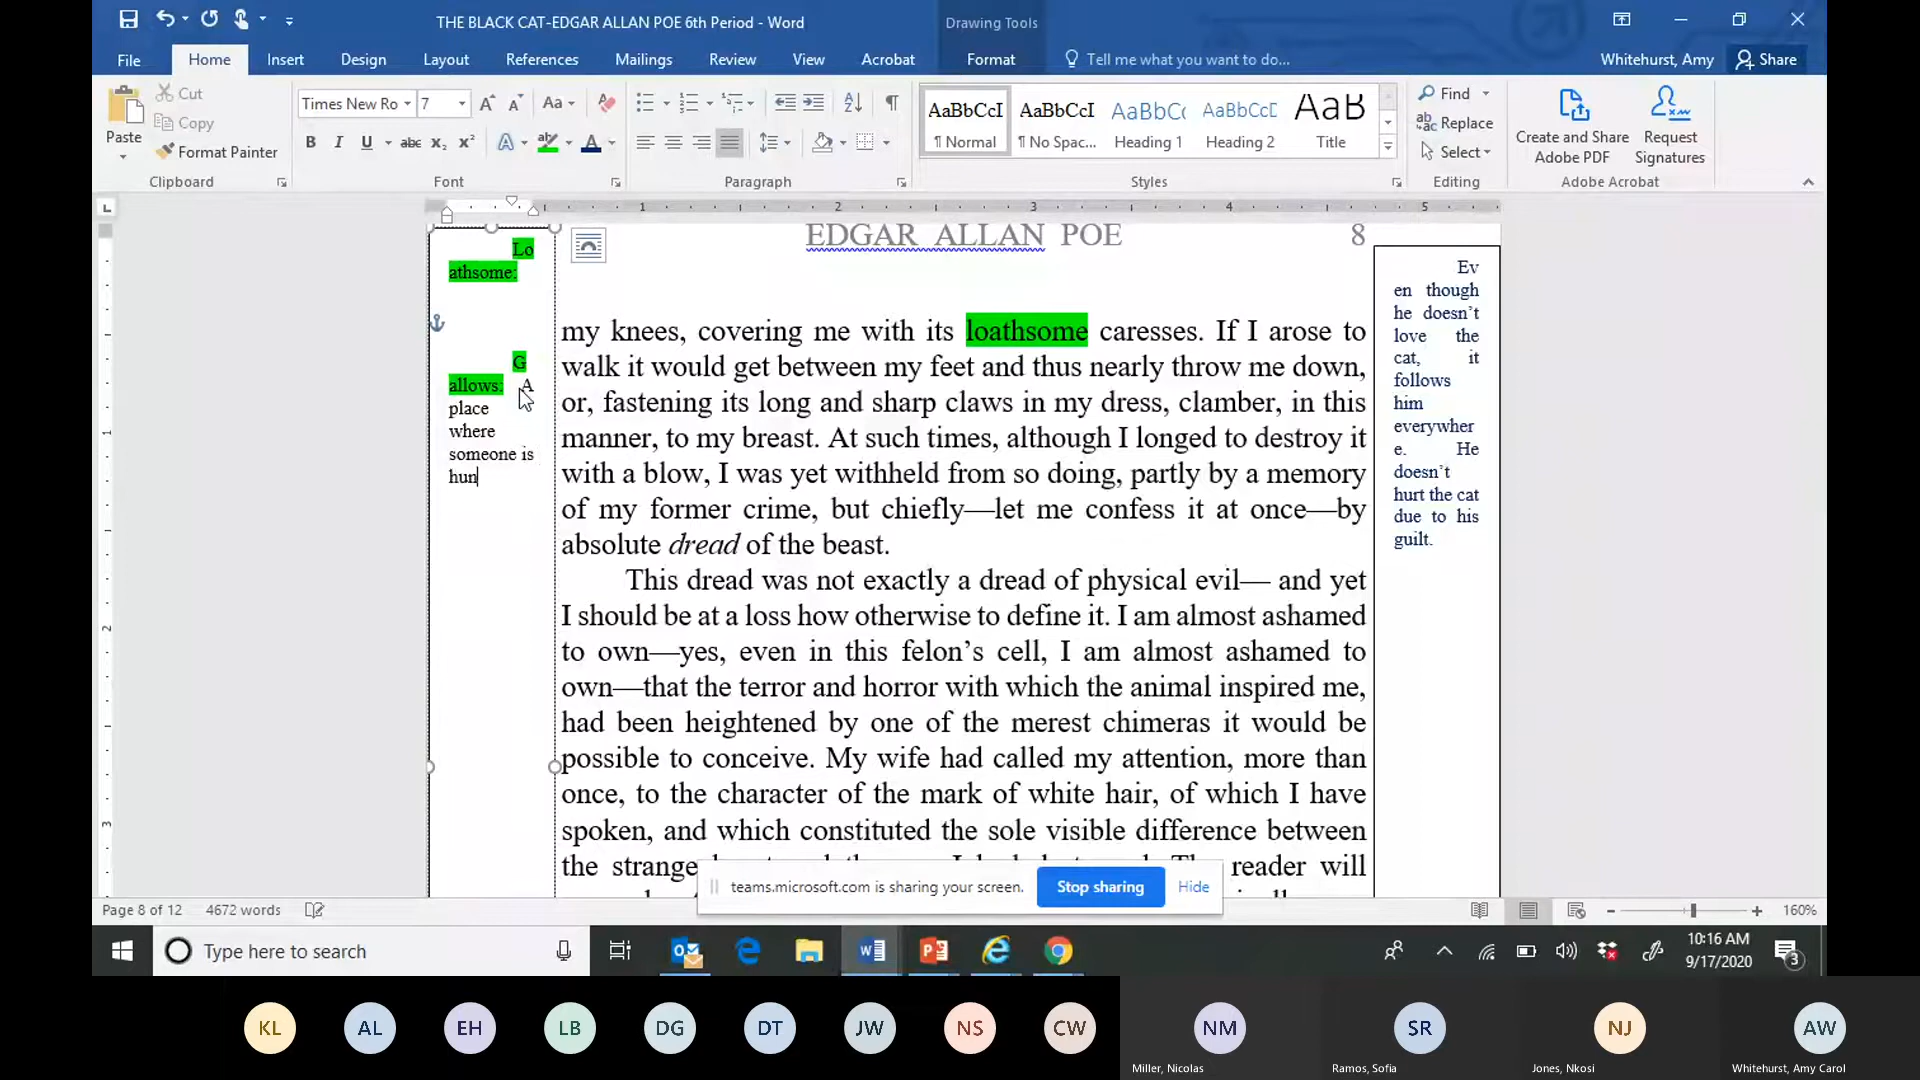 THE BLACK CAT-EDGAR ALLAN POE 6th Period - Word
Drawing Tools
File Home Insert Design Layout References Mailings Review View Acrobat Format Tell me what you want to do... Whitehurst, Amy Share
Paste
Cut
Copy
Format Painter
Clipboard
Times New Ro 7
Font
Paragraph
AaBbCcI AaBbCcI AaBbC AaBbCcD AaB
¶ Normal ¶ No Spac... Heading 1 Heading 2 Title
Styles
Find
Replace
Select
Editing
Create and Share
Adobe PDF
Request
Signatures
Adobe Acrobat
1 2 3 4 5
EDGAR ALLAN POE 8
Lo
athsome:
G
allows: A
place
where
someone is
hun
my knees, covering me with its loathsome caresses. If I arose to
walk it would get between my feet and thus nearly throw me down,
or, fastening its long and sharp claws in my dress, clamber, in this
manner, to my breast. At such times, although I longed to destroy it
with a blow, I was yet withheld from so doing, partly by a memory
of my former crime, but chiefly—let me confess it at once—by
absolute dread of the beast.
This dread was not exactly a dread of physical evil— and yet
I should be at a loss how otherwise to define it. I am almost ashamed
to own—yes, even in this felon’s cell, I am almost ashamed to
own—that the terror and horror with which the animal inspired me,
had been heightened by one of the merest chimeras it would be
possible to conceive. My wife had called my attention, more than
once, to the character of the mark of white hair, of which I have
spoken, and which constituted the sole visible difference between
the strange reader will
Ev
en though
he doesn’t
love the
cat, it
follows
him
everywher
e. He
doesn’t
hurt the cat
due to his
guilt.
teams.microsoft.com is sharing your screen. Stop sharing Hide
Page 8 of 12 4672 words 160%
Type here to search
10:16 AM
9/17/2020
3
KL AL EH LB DG DT JW NS CW NM SR NJ AW
Miller, Nicolas Ramos, Sofia Jones, Nkosi Whitehurst, Amy Carol